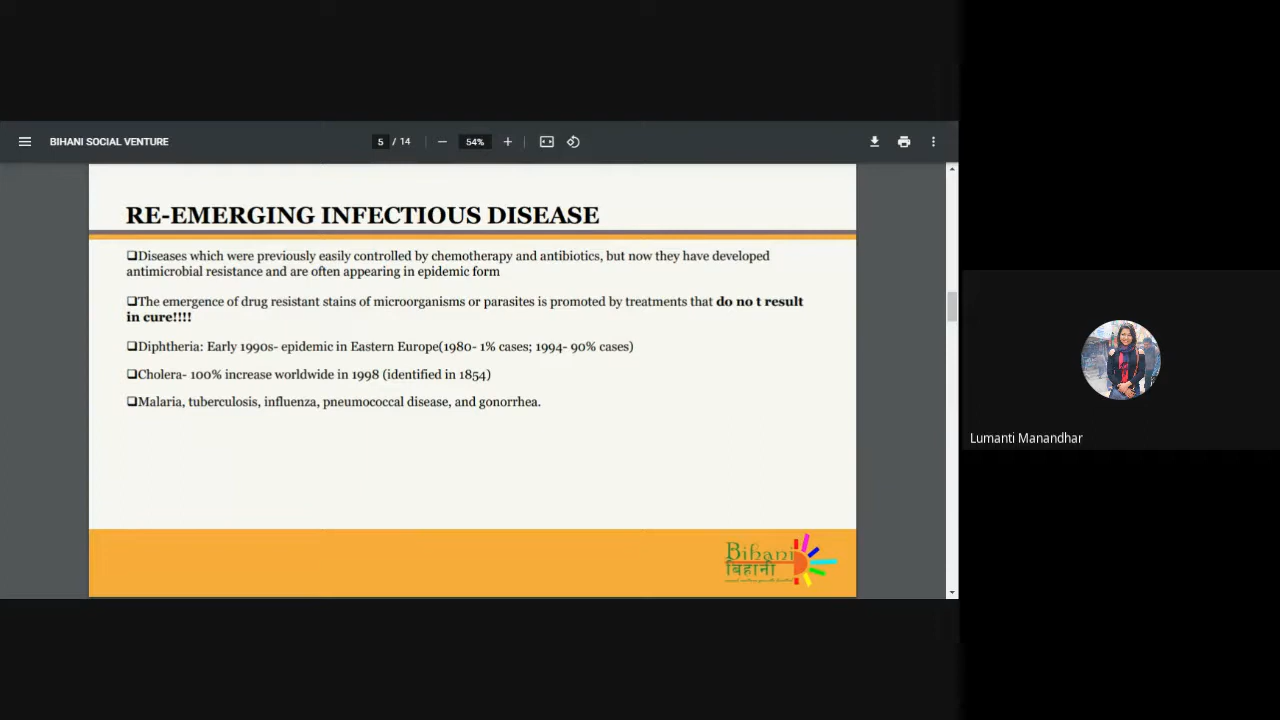 BIHANI SOCIAL VENTURE
5 / 14
54%
RE-EMERGING INFECTIOUS DISEASE
❑Diseases which were previously easily controlled by chemotherapy and antibiotics, but now they have developed
antimicrobial resistance and are often appearing in epidemic form
❑The emergence of drug resistant stains of microorganisms or parasites is promoted by treatments that do no t result
in cure!!!!
❑Diphtheria: Early 1990s- epidemic in Eastern Europe(1980- 1% cases; 1994- 90% cases)
❑Cholera- 100% increase worldwide in 1998 (identified in 1854)
❑Malaria, tuberculosis, influenza, pneumococcal disease, and gonorrhea.
Bihani
बिहानी
Lumanti Manandhar